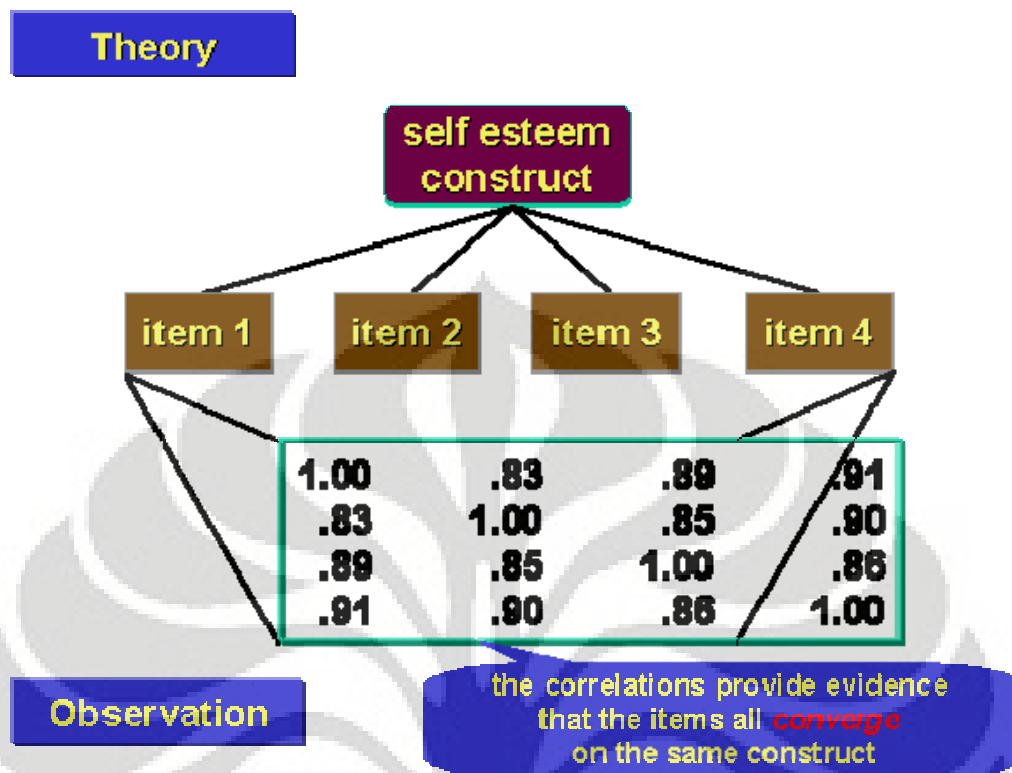 Theory
self esteem
construct
item 1 item 2 item 3 item 4
1.00 .83 .89 .91
.83 1.00 .85 .90
.89 .85 1.00 .86
.91 .90 .86 1.00
Observation
the correlations provide evidence
that the items all converge
on the same construct